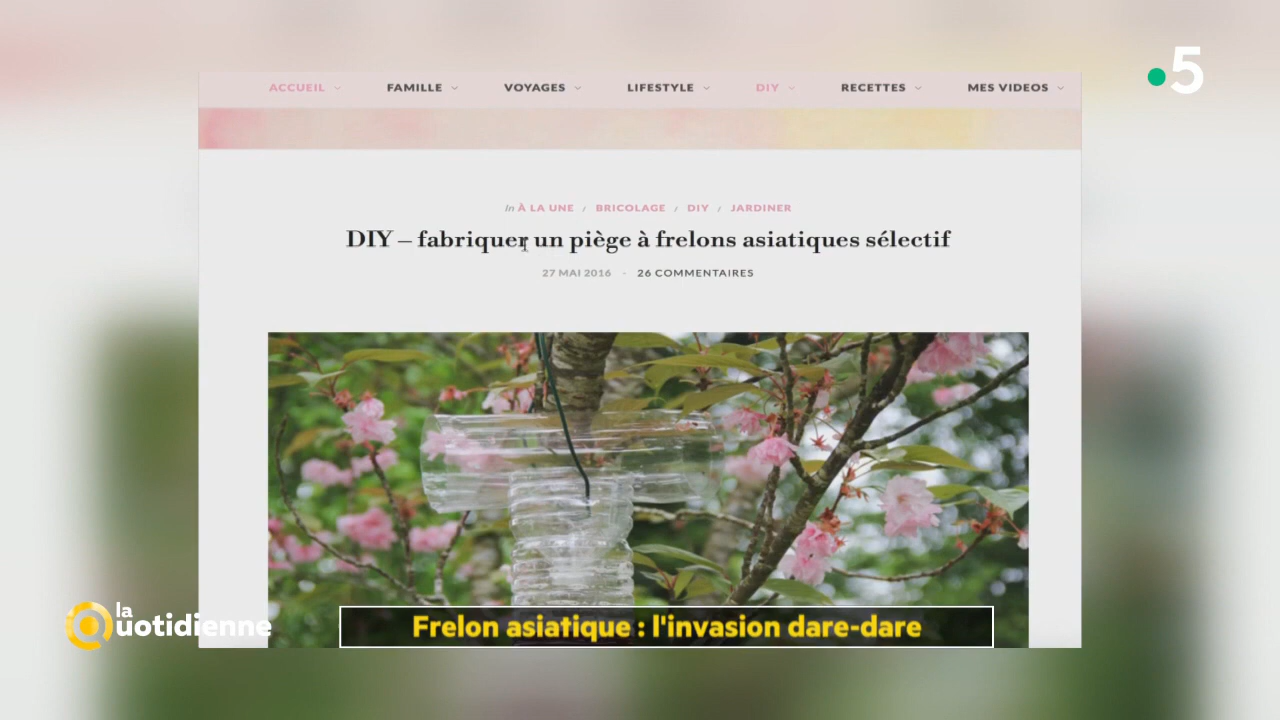 5
ACCUEIL FAMILLE VOYAGES LIFESTYLE DIY RECETTES MES VIDEOS
In À LA UNE / BRICOLAGE / DIY / JARDINER
DIY – fabriquer un piège à frelons asiatiques sélectif
27 MAI 2016 - 26 COMMENTAIRES
la Quotidienne
Frelon asiatique : l'invasion dare-dare